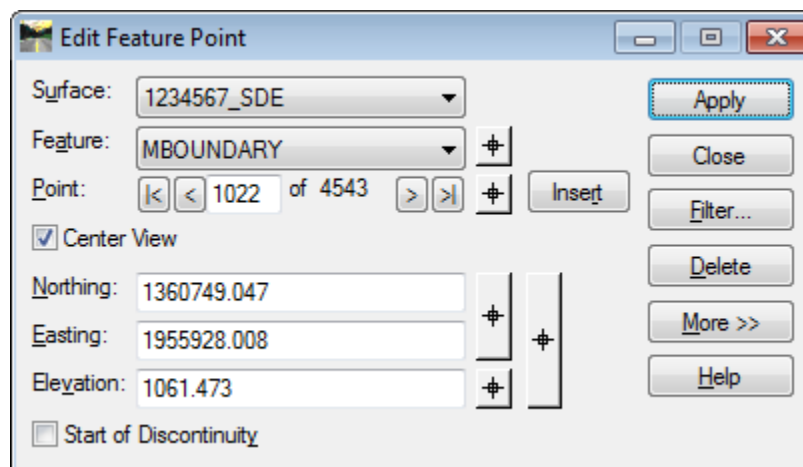 Edit Feature Point
Surface: 1234567_SDE Apply
Feature: MBOUNDARY Close
Point: |< < 1022 of 4543 > >| Insert Filter...
Center View
Delete
Northing: 1360749.047
More >>
Easting: 1955928.008
Elevation: 1061.473 Help
Start of Discontinuity